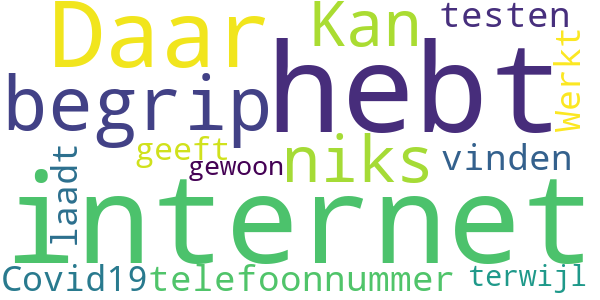 Daar Kan testen
begrip hebt Werkt
geeft gewoon niks vinden
laadt internet
Covid19 telefoonnummer terwijl